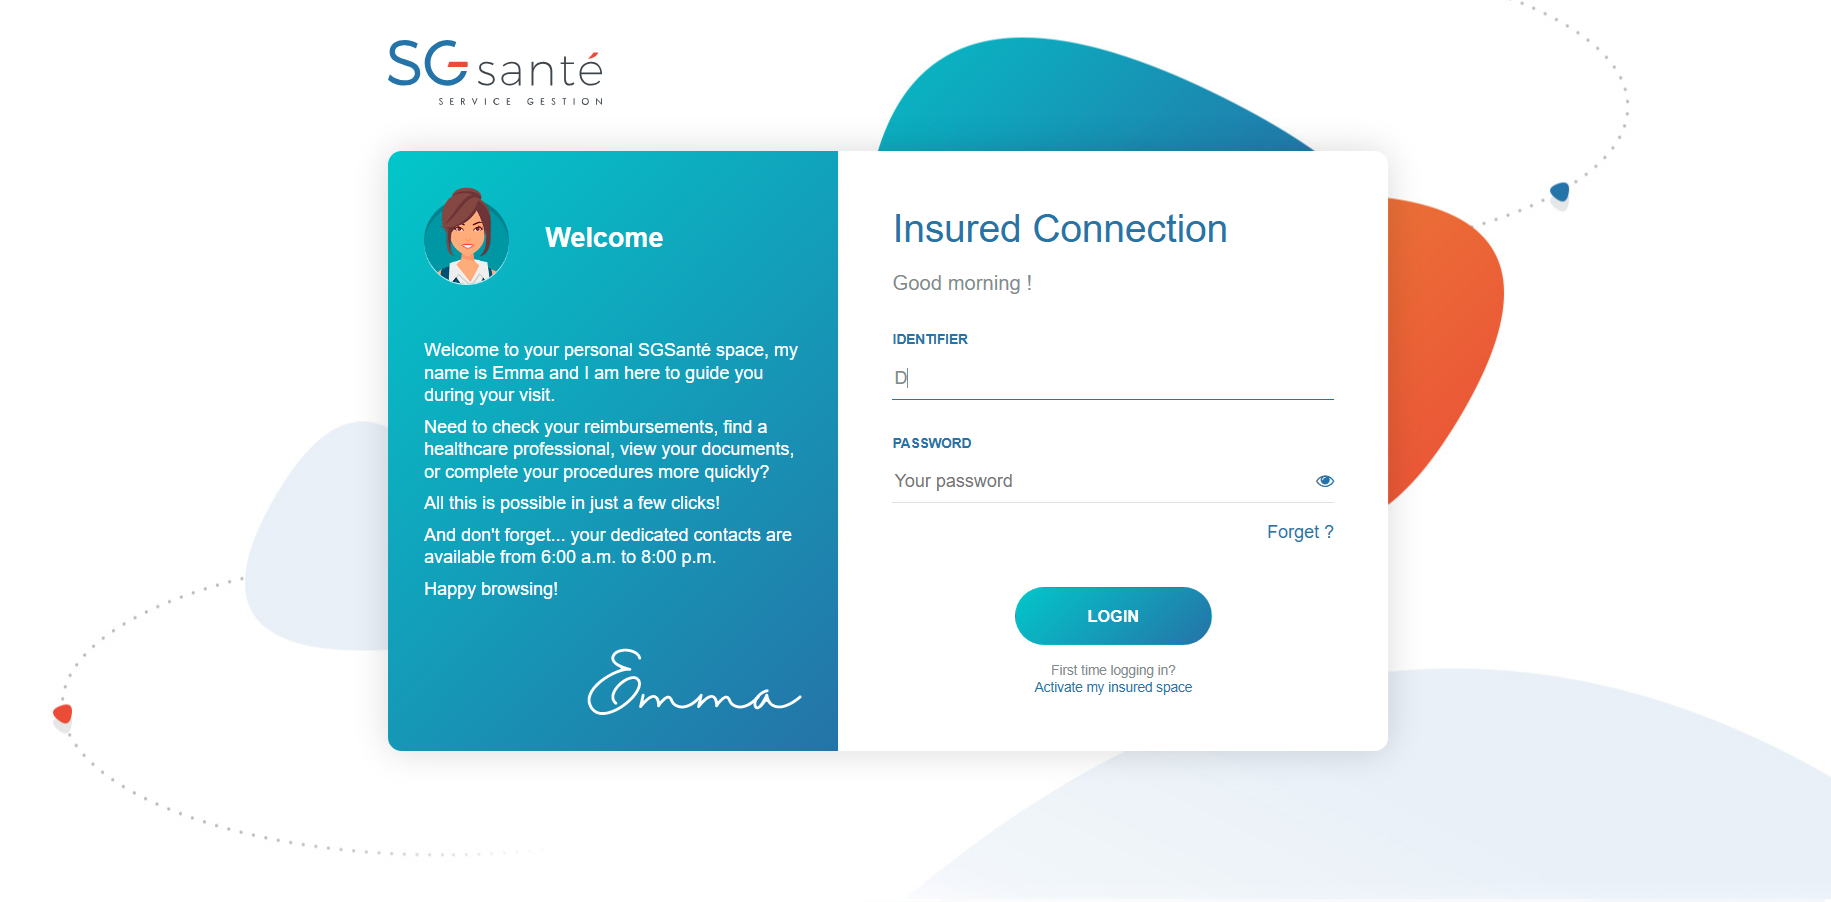 SG santé
SERVICE GESTION
Welcome
Welcome to your personal SGSanté space, my
name is Emma and I am here to guide you
during your visit.
Need to check your reimbursements, find a
healthcare professional, view your documents,
or complete your procedures more quickly?
All this is possible in just a few clicks!
And don't forget... your dedicated contacts are
available from 6:00 a.m. to 8:00 p.m.
Happy browsing!
Emma
Insured Connection
Good morning !
IDENTIFIER
D
PASSWORD
Your password
Forget ?
LOGIN
First time logging in?
Activate my insured space